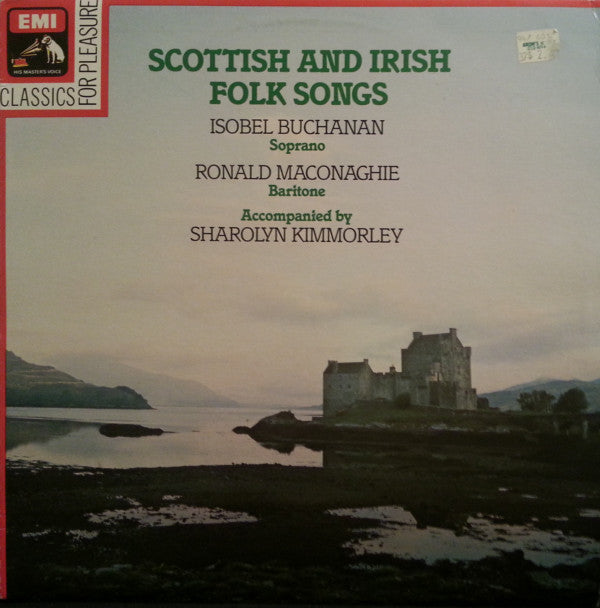 EMI
HIS MASTER'S VOICE
CLASSICS
FOR PLEASURE
SCOTTISH AND IRISH
FOLK SONGS
ISOBEL BUCHANAN
Soprano
RONALD MACONAGHIE
Baritone
Accompanied by
SHAROLYN KIMMORLEY